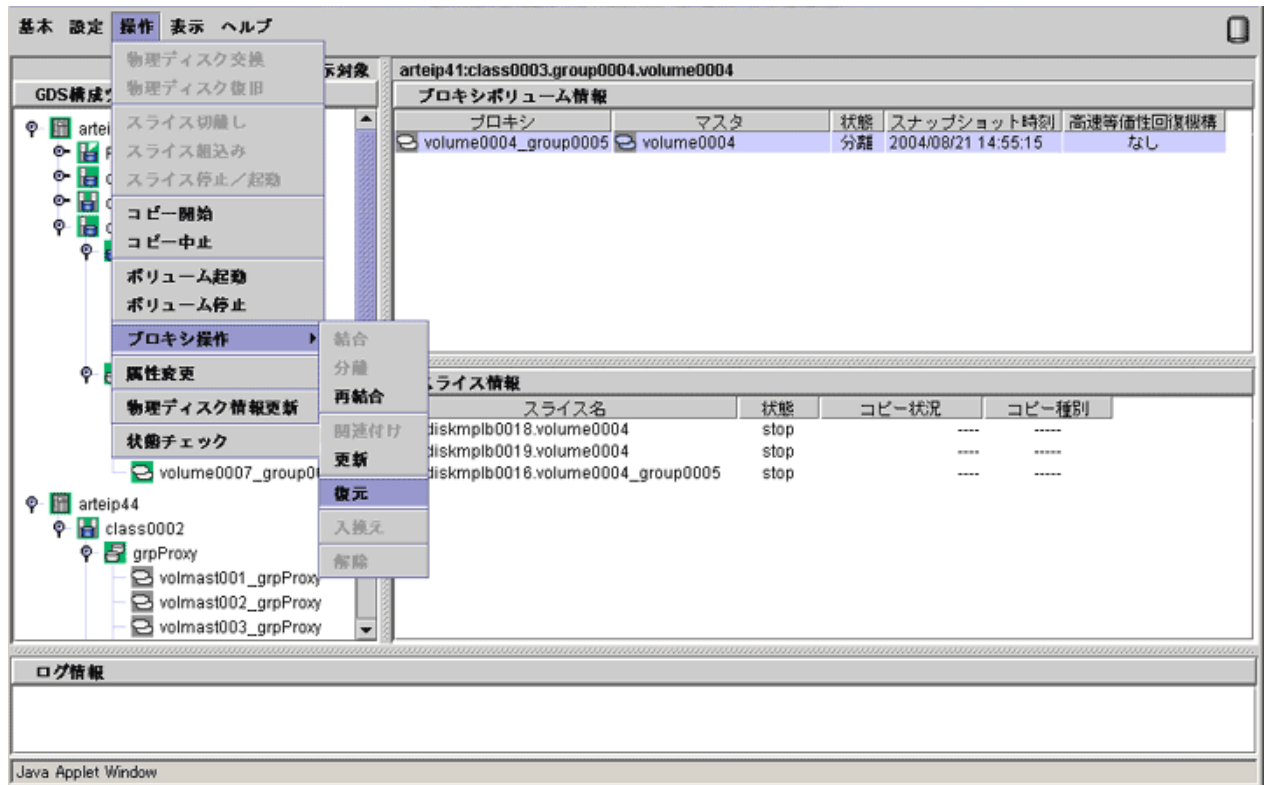 基本 設定 操作 表示 ヘルプ
物理ディスク交換
物理ディスク復旧
スライス切離し
スライス組込み
スライス停止／起動
コピー開始
コピー中止
ボリューム起動
ボリューム停止
プロキシ操作
属性変更
物理ディスク情報更新
状態チェック
結合
分離
再結合
関連付け
更新
復元
入換え
解除
示対象
GDS構成
artei
volume0007_group0
arteip44
class0002
grpProxy
volmast001_grpProxy
volmast002_grpProxy
volmast003_grpProxy
arteip41:class0003.group0004.volume0004
プロキシボリューム情報
プロキシ マスタ 状態 スナップショット時刻 高速等価性回復機構
volume0004_group0005 volume0004 分離 2004/08/21 14:55:15 なし
スライス情報
スライス名 状態 コピー状況 コピー種別
diskmplb0018.volume0004 stop ---- -----
diskmplb0019.volume0004 stop ---- -----
diskmplb0016.volume0004_group0005 stop ---- -----
ログ情報
Java Applet Window